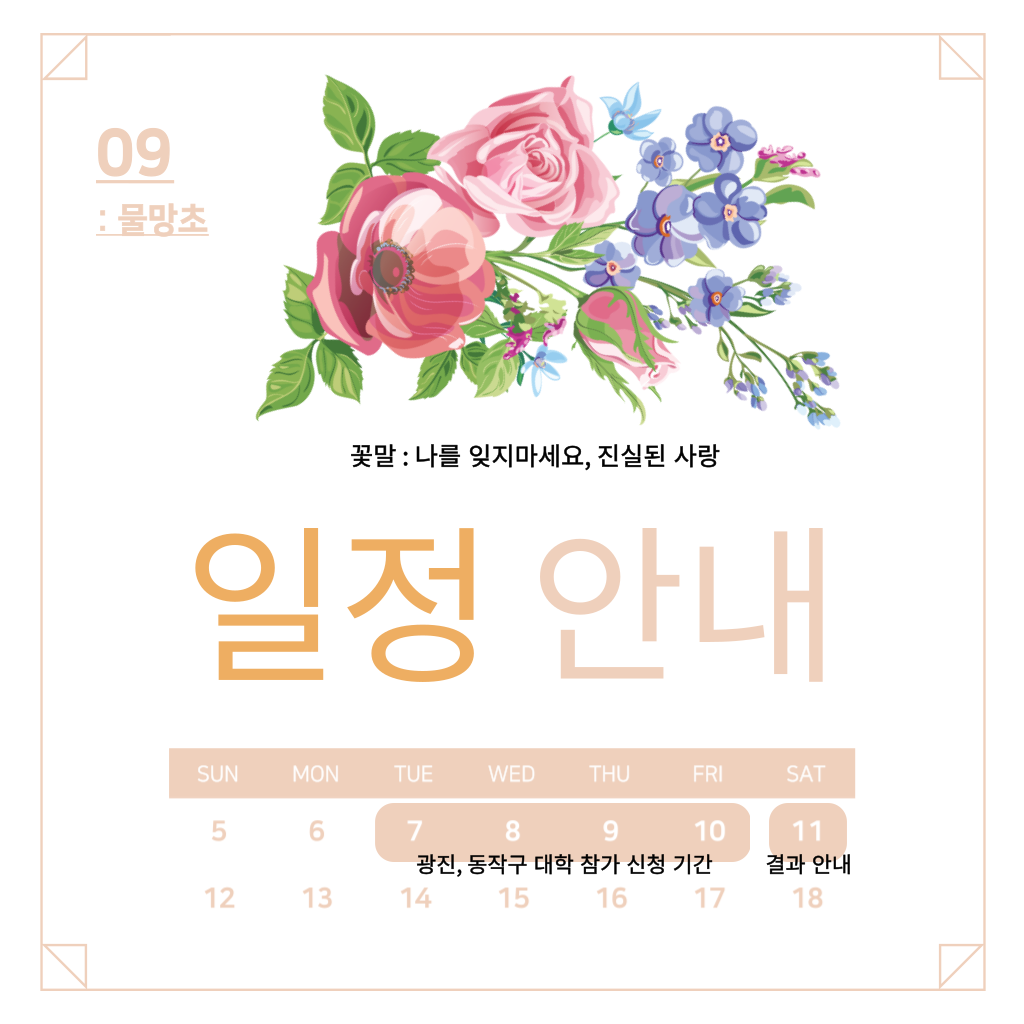 09
: 물망초
꽃말 : 나를 잊지마세요, 진실된 사랑
일정 안내
SUN MON TUE WED THU FRI SAT
5 6 7 8 9 10 11
광진, 동작구 대학 참가 신청 기간 결과 안내
12 13 14 15 16 17 18